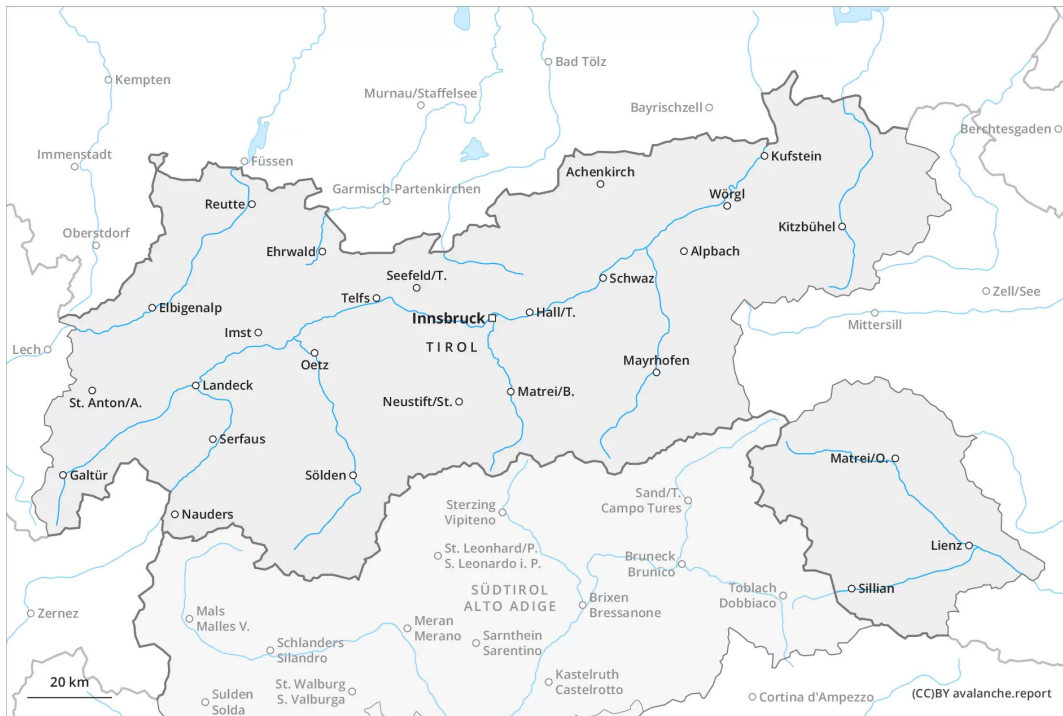 Kempten
Bad Tölz
Murnau/Staffelsee
Bayrischzell
Berchtesgaden
Immenstadt
Füssen
Kufstein
Achenkirch
Garmisch-Partenkirchen
Wörgl
Reutte
Kitzbühel
Oberstdorf
Ehrwald
Alpbach
Seefeld/T.
Schwaz
Zell/See
Telfs
Elbigenalp
Innsbruck
Hall/T.
Mittersill
Imst
TIROL
Lech
Oetz
Mayrhofen
Landeck
St. Anton/A.
Neustift/St.
Matrei/B.
Serfaus
Matrei/O.
Galtür
Sölden
Sand/T.
Campo Tures
Sterzing
Vipiteno
Nauders
Lienz
St. Leonhard/P.
S. Leonardo i. P.
Bruneck
Brunico
SÜDTIROL
ALTO ADIGE
Toblach
Dobbiaco
Sillian
Brixen
Bressanone
Zernez
Mals
Malles V.
Meran
Merano
Sarnthein
Sarentino
Schlanders
Silandro
Kastelruth
Castelrotto
20 km
St. Walburg
S. Valburga
Sulden
Solda
Cortina d'Ampezzo
(CC)BY avalanche.report